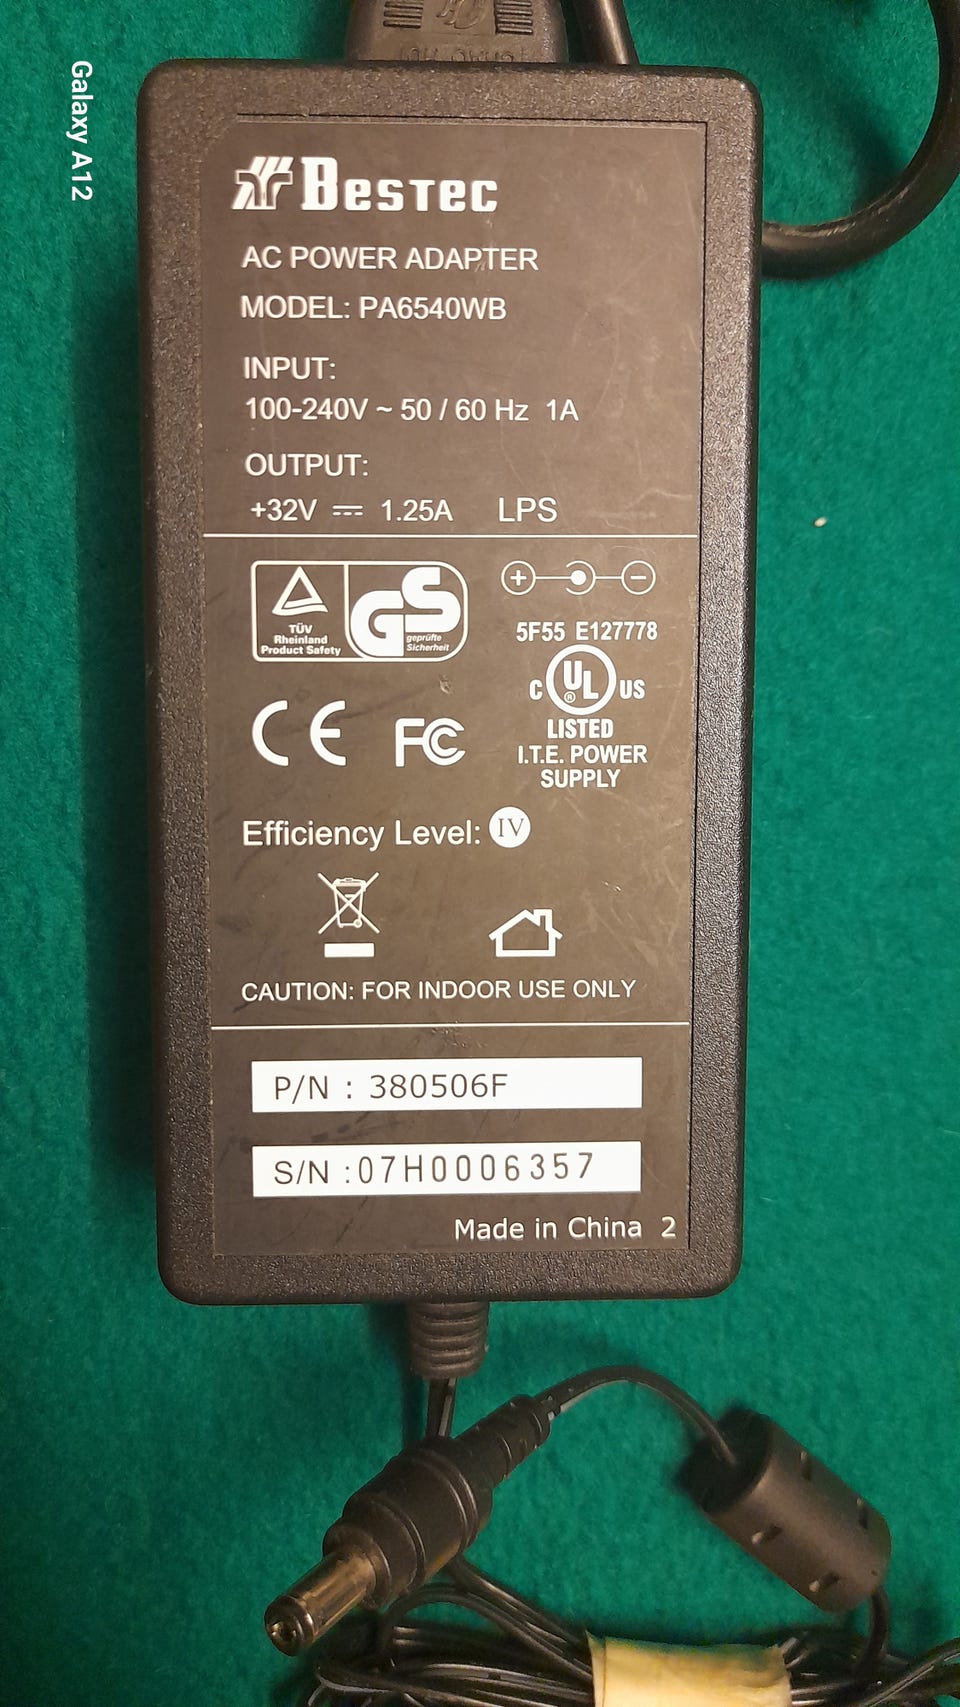 Galaxy A12
BESTEC
AC POWER ADAPTER
MODEL: PA6540WB
INPUT:
100-240V ~ 50 / 60 Hz 1A
OUTPUT:
+32V ⎓ 1.25A LPS
TÜV
Rheinland
Product Safety
GS
geprüfte
Sicherheit
+ −
5F55 E127778
C UL® US
LISTED
I.T.E. POWER
SUPPLY
CE FC
Efficiency Level: IV
CAUTION: FOR INDOOR USE ONLY
P/N : 380506F
S/N :07H0006357
Made in China 2